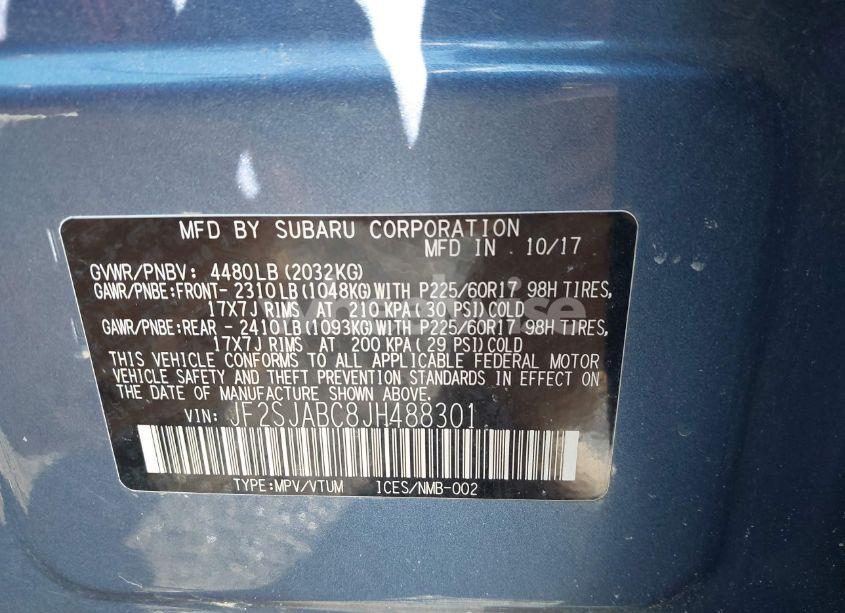 MFD BY SUBARU CORPORATION
MFD IN 10/17
GVWR/PNBV: 4480LB (2032KG)
GAWR/PNBE:FRONT- 2310LB (1048KG) WITH P225/60R17 98H TIRES,
17X7J RIMS AT 210 KPA (30 PSI) COLD
GAWR/PNBE:REAR - 2410LB (1093KG) WITH P225/60R17 98H TIRES,
17X7J RIMS AT 200 KPA (29 PSI) COLD
THIS VEHICLE CONFORMS TO ALL APPLICABLE FEDERAL MOTOR
VEHICLE SAFETY AND THEFT PREVENTION STANDARDS IN EFFECT ON
THE DATE OF MANUFACTURE SHOWN ABOVE.
VIN: JF2SJABC8JH488301
TYPE:MPV/VTUM ICES/NMB-002